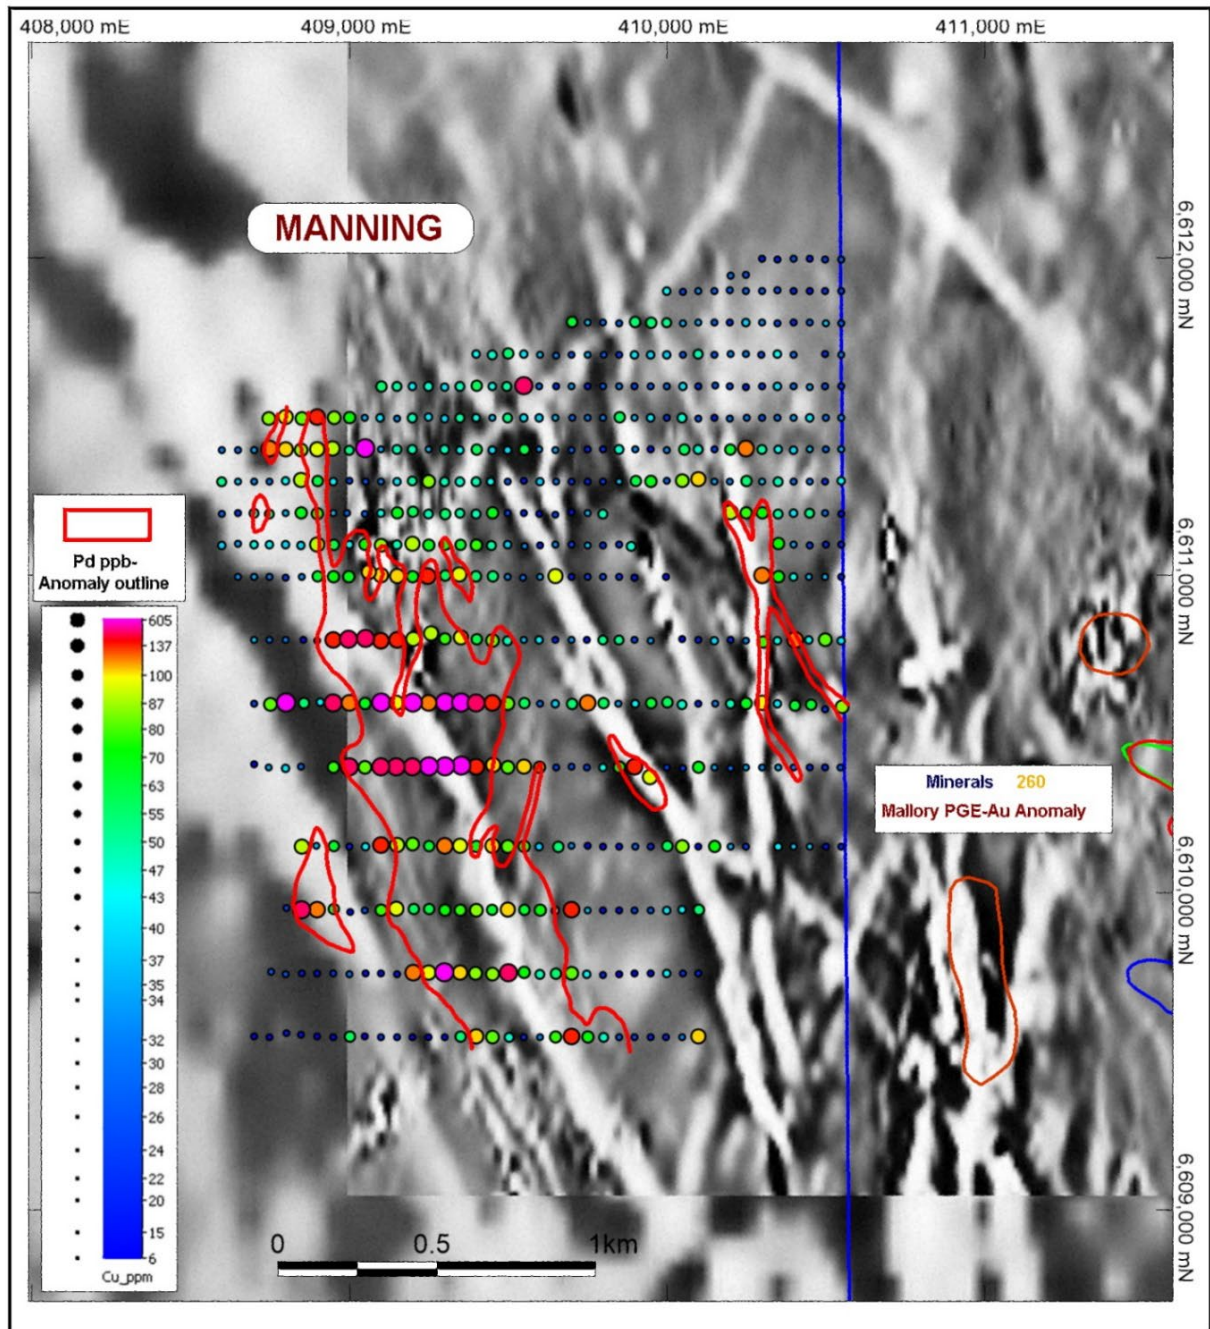 408,000 mE 409,000 mE 410,000 mE 411,000 mE
MANNING
6,612,000 mN
6,611,000 mN
6,610,000 mN
6,609,000 mN
Pd ppb-
Anomaly outline
605
137
100
87
80
70
63
55
50
47
43
40
37
35
34
32
30
28
26
24
22
20
15
6
Cu_ppm
Minerals 260
Mallory PGE-Au Anomaly
0 0.5 1km